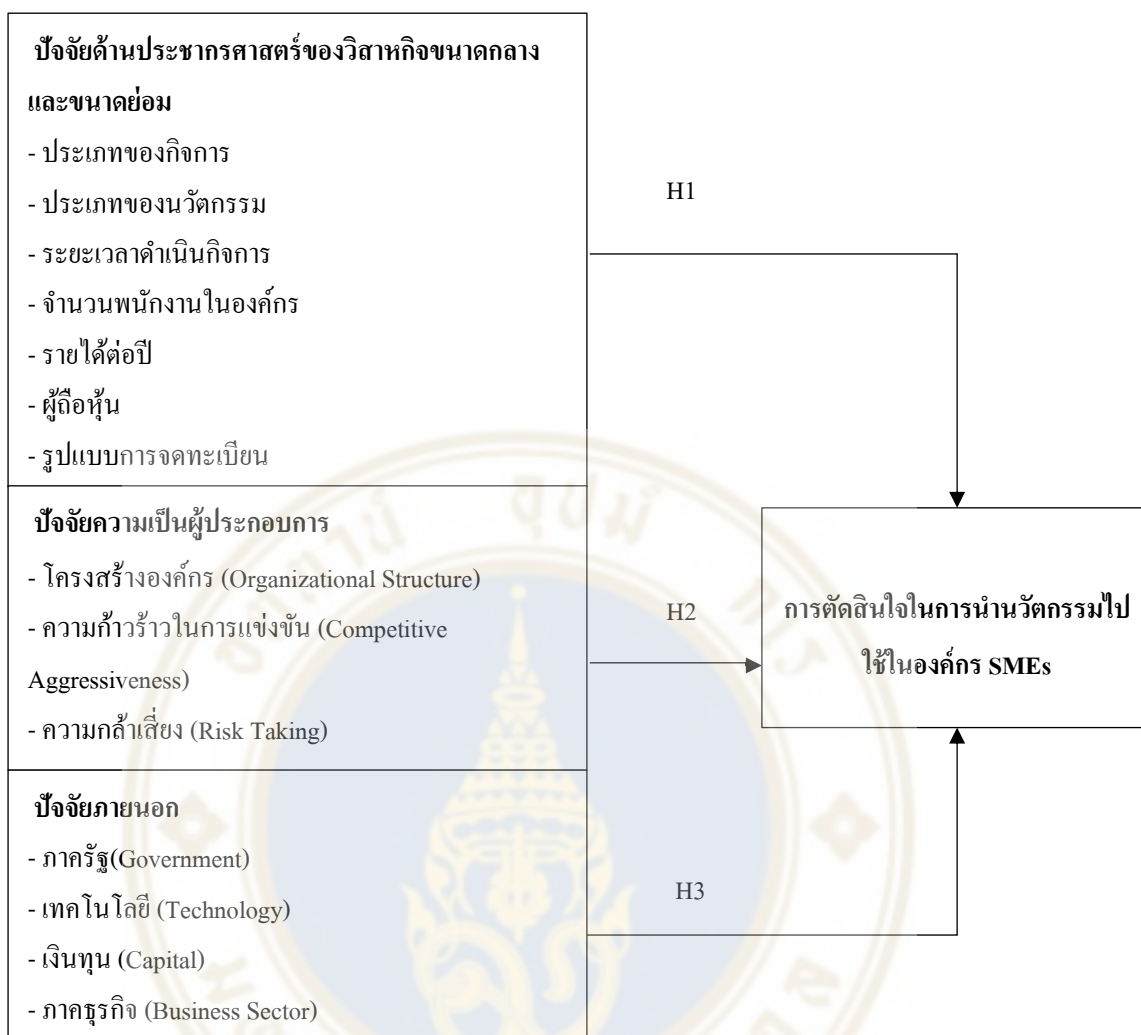 ปัจจัยด้านประชากรศาสตร์ของวิสาหกิจขนาดกลาง
และขนาดย่อม
- ประเภทของกิจการ
- ประเภทของนวัตกรรม
- ระยะเวลาดำเนินกิจการ
- จำนวนพนักงานในองค์กร
- รายได้ต่อปี
- ผู้ถือหุ้น
- รูปแบบการจดทะเบียน
H1
ปัจจัยความเป็นผู้ประกอบการ
- โครงสร้างองค์กร (Organizational Structure)
- ความก้าวร้าวในการแข่งขัน (Competitive
Aggressiveness)
- ความกล้าเสี่ยง (Risk Taking)
H2
การตัดสินใจในการนำนวัตกรรมไป
ใช้ในองค์กร SMEs
ปัจจัยภายนอก
- ภาครัฐ(Government)
- เทคโนโลยี (Technology)
- เงินทุน (Capital)
- ภาคธุรกิจ (Business Sector)
H3